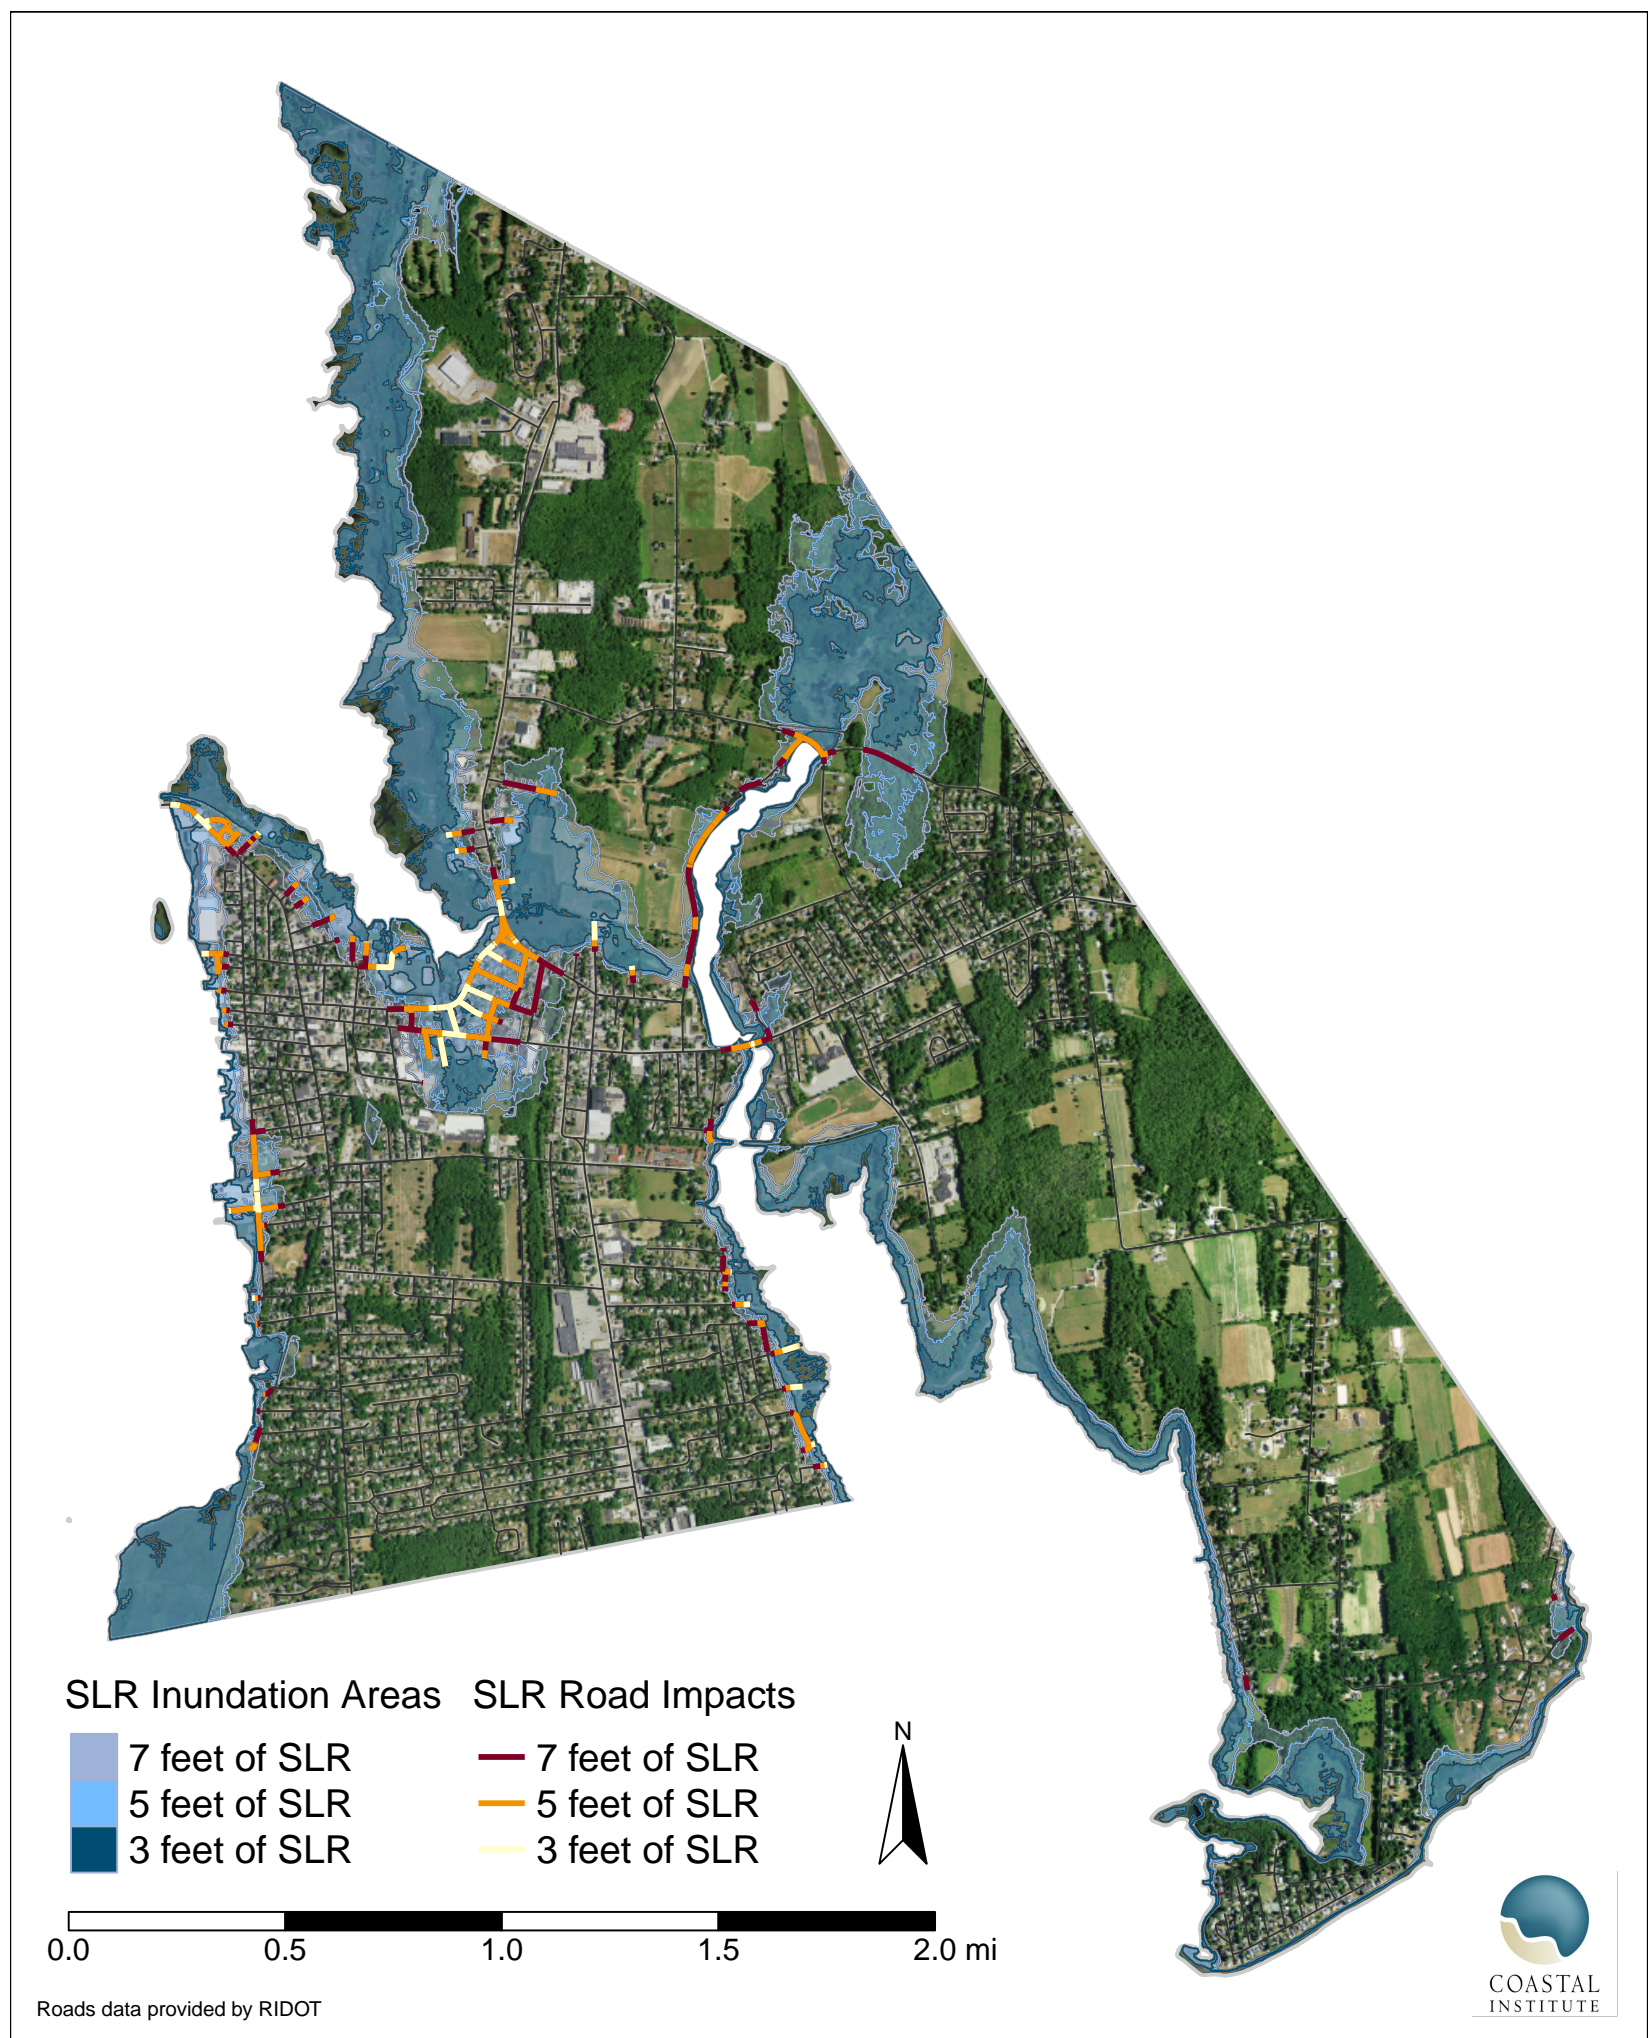 SLR Inundation Areas
7 feet of SLR
5 feet of SLR
3 feet of SLR
SLR Road Impacts
7 feet of SLR
5 feet of SLR
3 feet of SLR
N
0.0 0.5 1.0 1.5 2.0 mi
Roads data provided by RIDOT
COASTAL
INSTITUTE